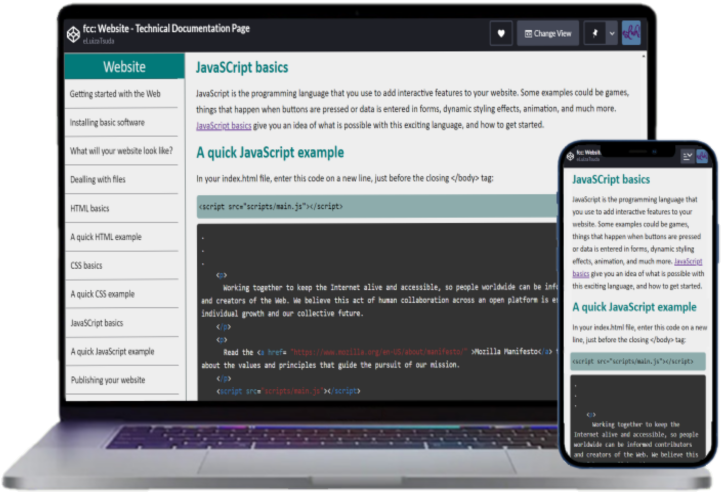 fcc: Website - Technical Documentation Page
eLuizaTsuda
Change View
Website
Getting started with the Web
Installing basic software
What will your website look like?
Dealling with files
HTML basics
A quick HTML example
CSS basics
A quick CSS example
JavaSCript basics
A quick JavaScript example
Publishing your website
JavaSCript basics
JavaScript is the programming language that you use to add interactive features to your website. Some examples could be games,
things that happen when buttons are pressed or data is entered in forms, dynamic styling effects, animation, and much more.
JavaScript basics give you an idea of what is possible with this exciting language, and how to get started.
A quick JavaScript example
In your index.html file, enter this code on a new line, just before the closing </body> tag:
<script src="scripts/main.js"></script>
.
.
.
<p>
Working together to keep the Internet alive and accessible, so people worldwide can be info
and creators of the Web. We believe this act of human collaboration across an open platform is es
individual growth and our collective future.
</p>
<p>
Read the <a href= "https://www.mozilla.org/en-US/about/manifesto/" >Mozilla Manifesto</a>
about the values and principles that guide the pursuit of our mission.
</p>
<script src="scripts/main.js"></script>
fcc: Websit
JavaSCript basics
JavaScript is the programming language that
you use to add interactive features to your
website. Some examples could be games,
things that happen when buttons are pressed
or data is entered in forms, dynamic styling
effects, animation, and much more. JavaScript
basics give you an idea of what is possible with
this exciting language, and how to get started.
A quick JavaScript example
In your index.html file, enter this code on a new
line, just before the closing </body> tag:
<script src="scripts/main.js"></script>
.
.
.
<p>
Working together to keep the
Internet alive and accessible, so people
worldwide can be informed contributors
and creators of the Web. We believe this